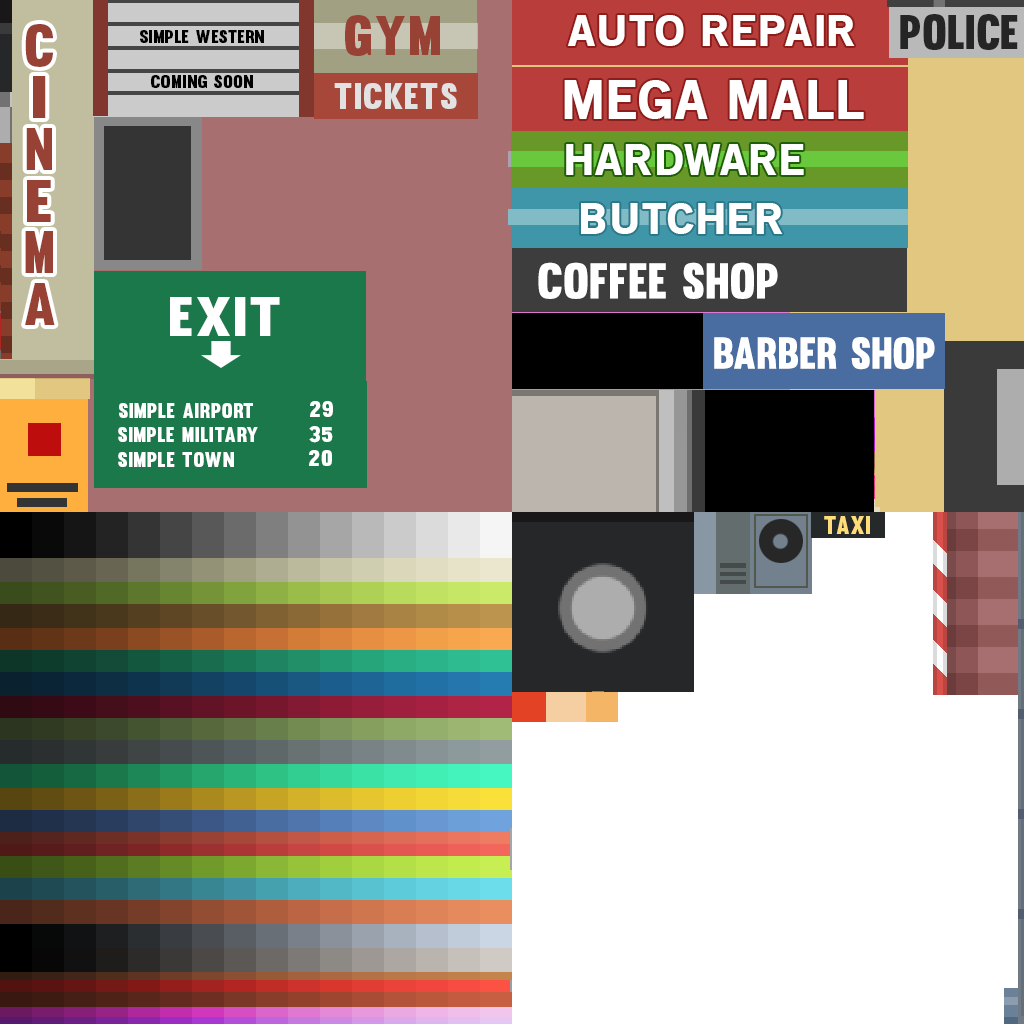 CINEMA
SIMPLE WESTERN
COMING SOON
GYM
TICKETS
EXIT
SIMPLE AIRPORT 29
SIMPLE MILITARY 35
SIMPLE TOWN 20
AUTO REPAIR
POLICE
MEGA MALL
HARDWARE
BUTCHER
COFFEE SHOP
BARBER SHOP
TAXI